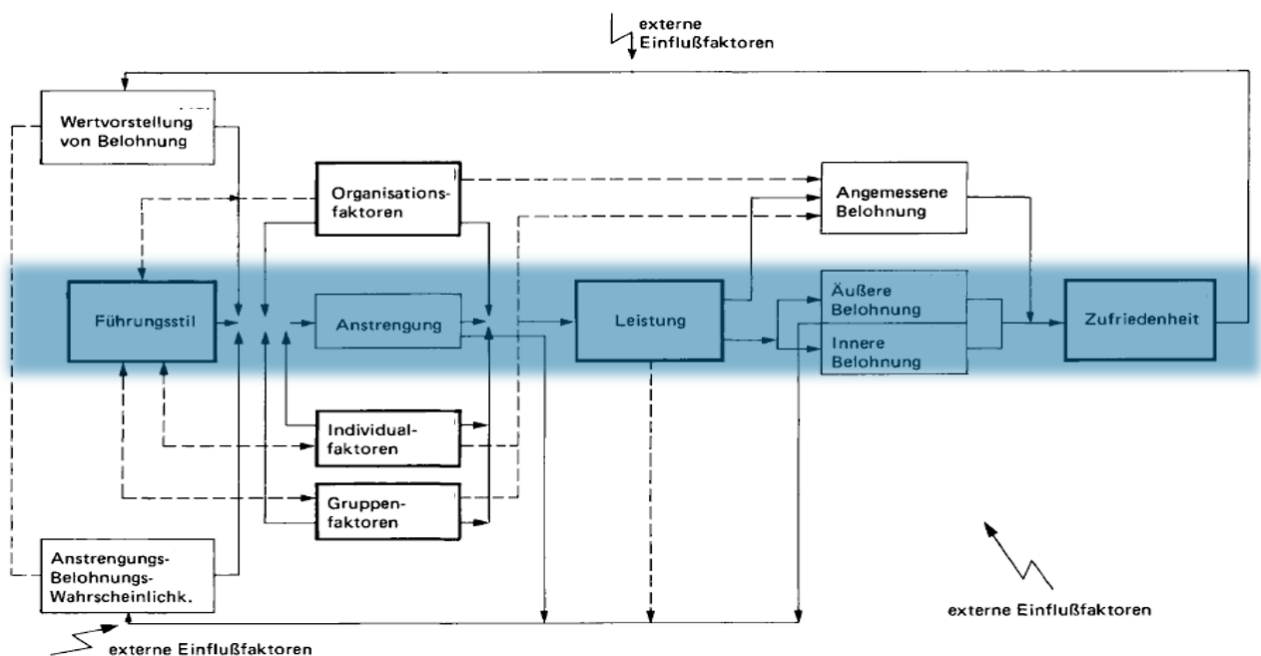 externe
Einflußfaktoren
Wertvorstellung
von Belohnung
Organisations-
faktoren
Angemessene
Belohnung
Führungsstil
Anstrengung
Leistung
Äußere
Belohnung
Innere
Belohnung
Zufriedenheit
Individual-
faktoren
Gruppen-
faktoren
Anstrengungs-
Belohnungs-
Wahrscheinlichk.
externe Einflußfaktoren
externe Einflußfaktoren